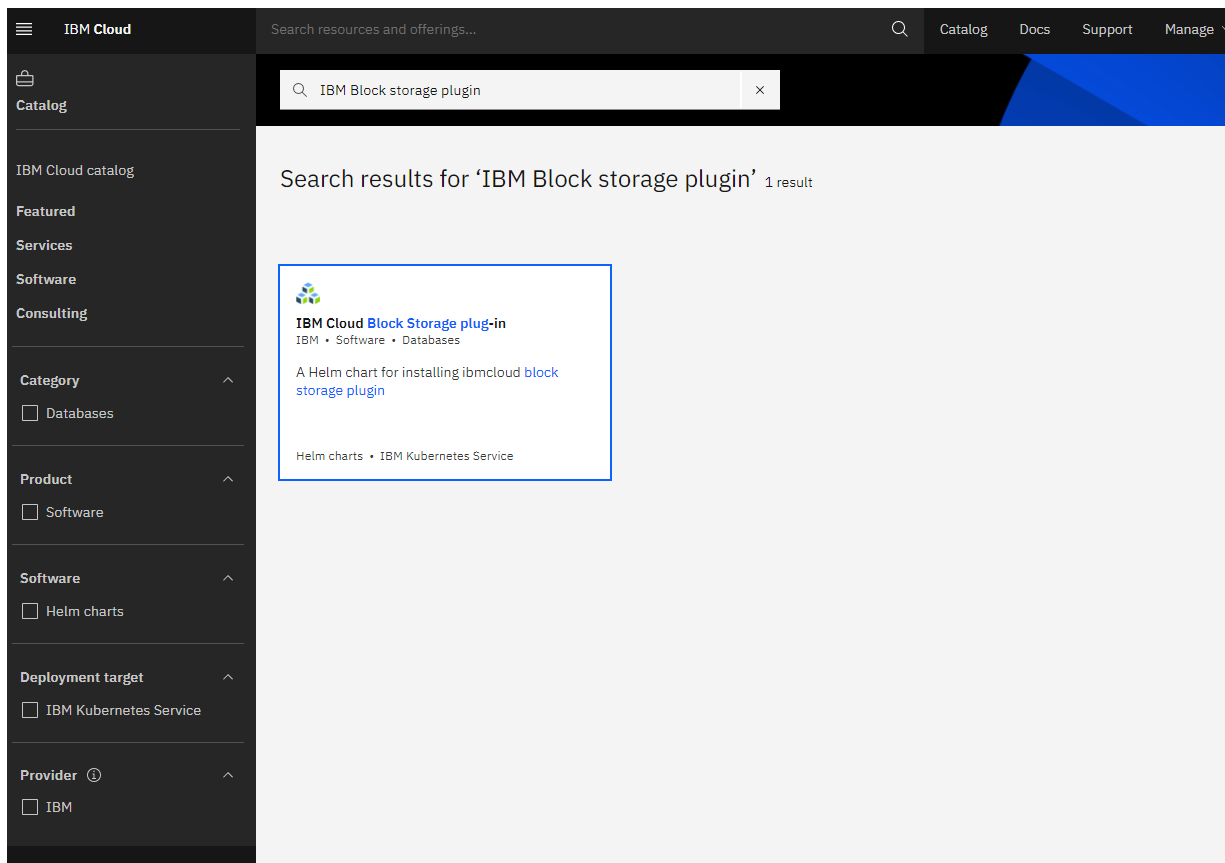 IBM Cloud
Search resources and offerings...
Catalog
Docs
Support
Manage
Catalog
IBM Cloud catalog
Featured
Services
Software
Consulting
Category
Databases
Product
Software
Software
Helm charts
Deployment target
IBM Kubernetes Service
Provider
IBM
IBM Block storage plugin
Search results for ‘IBM Block storage plugin’ 1 result
IBM Cloud Block Storage plug-in
IBM • Software • Databases
A Helm chart for installing ibmcloud block
storage plugin
Helm charts • IBM Kubernetes Service